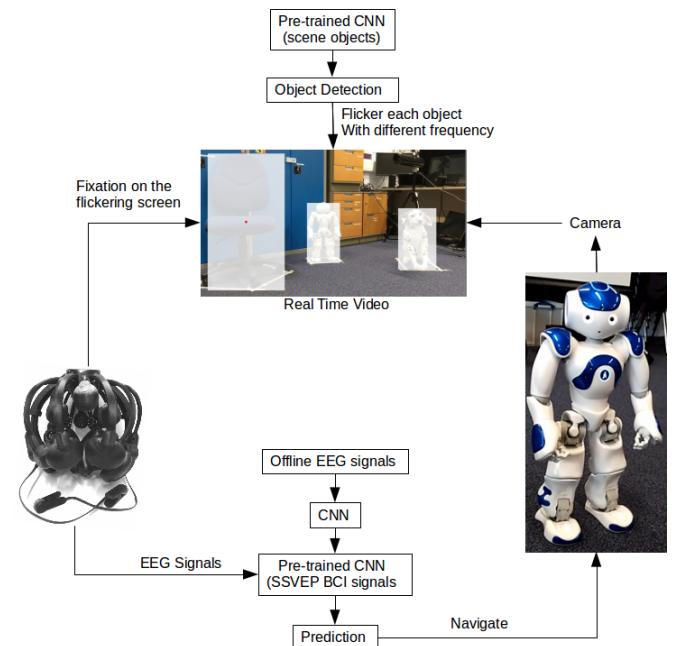 Pre-trained CNN
(scene objects)
Object Detection
Flicker each object
With different frequency
Fixation on the
flickering screen
Camera
Real Time Video
Offline EEG signals
CNN
EEG Signals
Pre-trained CNN
(SSVEP BCI signals
Navigate
Prediction